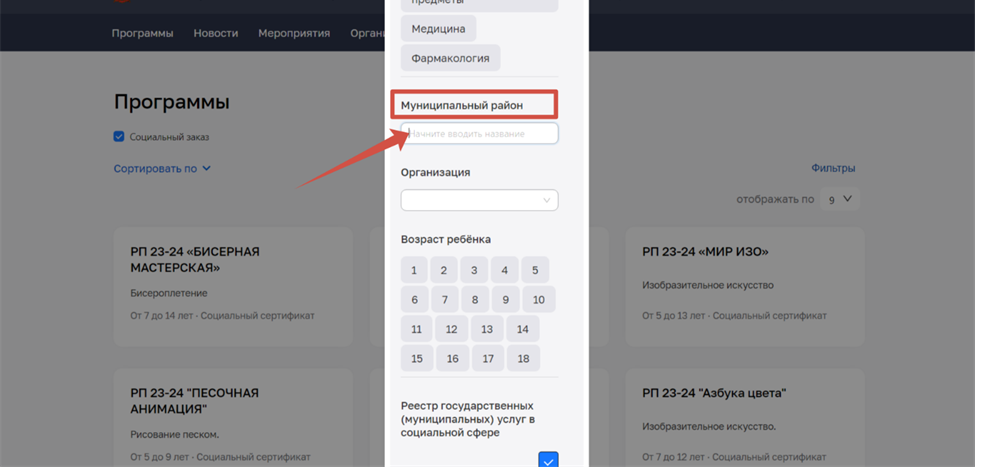 предметы
Программы Новости Мероприятия
Медицина
Фармакология
Муниципальный район
Начните вводить название
Организация
Возраст ребёнка
1 2 3 4 5
6 7 8 9 10
11 12 13 14
15 16 17 18
Реестр государственных
(муниципальных) услуг в
социальной сфере
Программы
Социальный заказ
Сортировать по
Фильтры
отображать по 9
РП 23-24 «БИСЕРНАЯ
МАСТЕРСКАЯ»
Бисероплетение
От 7 до 14 лет · Социальный сертификат
РП 23-24 «МИР ИЗО»
Изобразительное искусство
От 5 до 13 лет · Социальный сертификат
РП 23-24 "ПЕСОЧНАЯ
АНИМАЦИЯ"
Рисование песком.
От 5 до 9 лет · Социальный сертификат
РП 23-24 "Азбука цвета"
Изобразительное искусство.
От 7 до 12 лет · Социальный сертификат